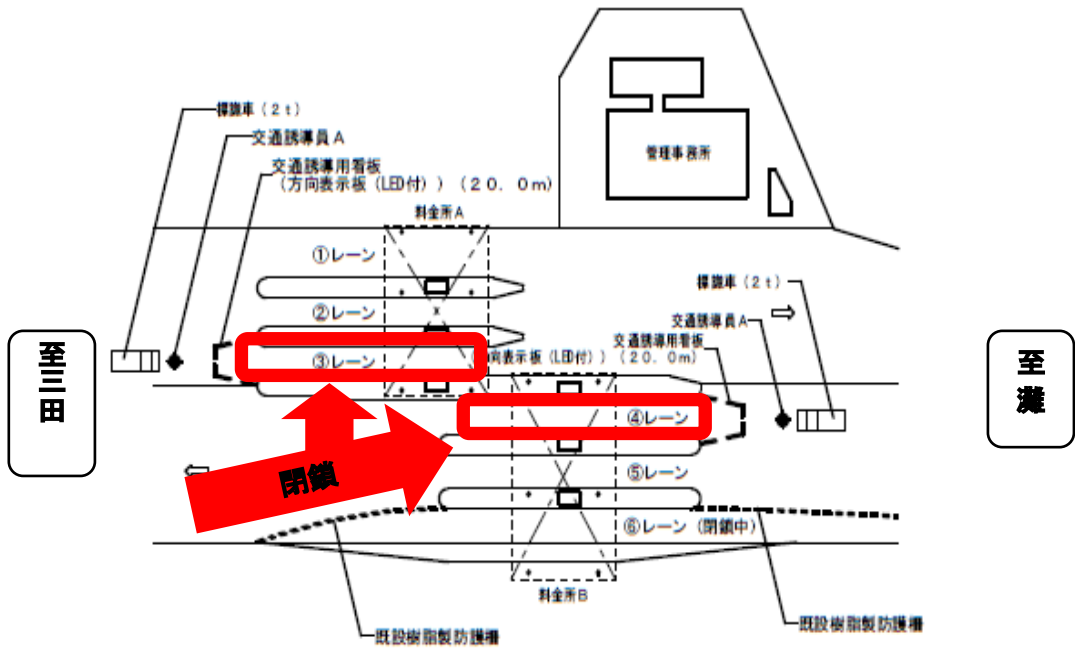 標識車(2t)
交通誘導員A
交通誘導用看板
(方向表示板(LED付))(20.0m)
管理事務所
料金所A
①レーン
②レーン
③レーン
標識車(2t)
交通誘導員A
交通誘導用看板
向表示板(LED付))(20.0m)
至三田
至灘
④レーン
閉鎖
⑤レーン
⑥レーン(閉鎖中)
料金所B
既設樹脂製防護柵
既設樹脂製防護柵